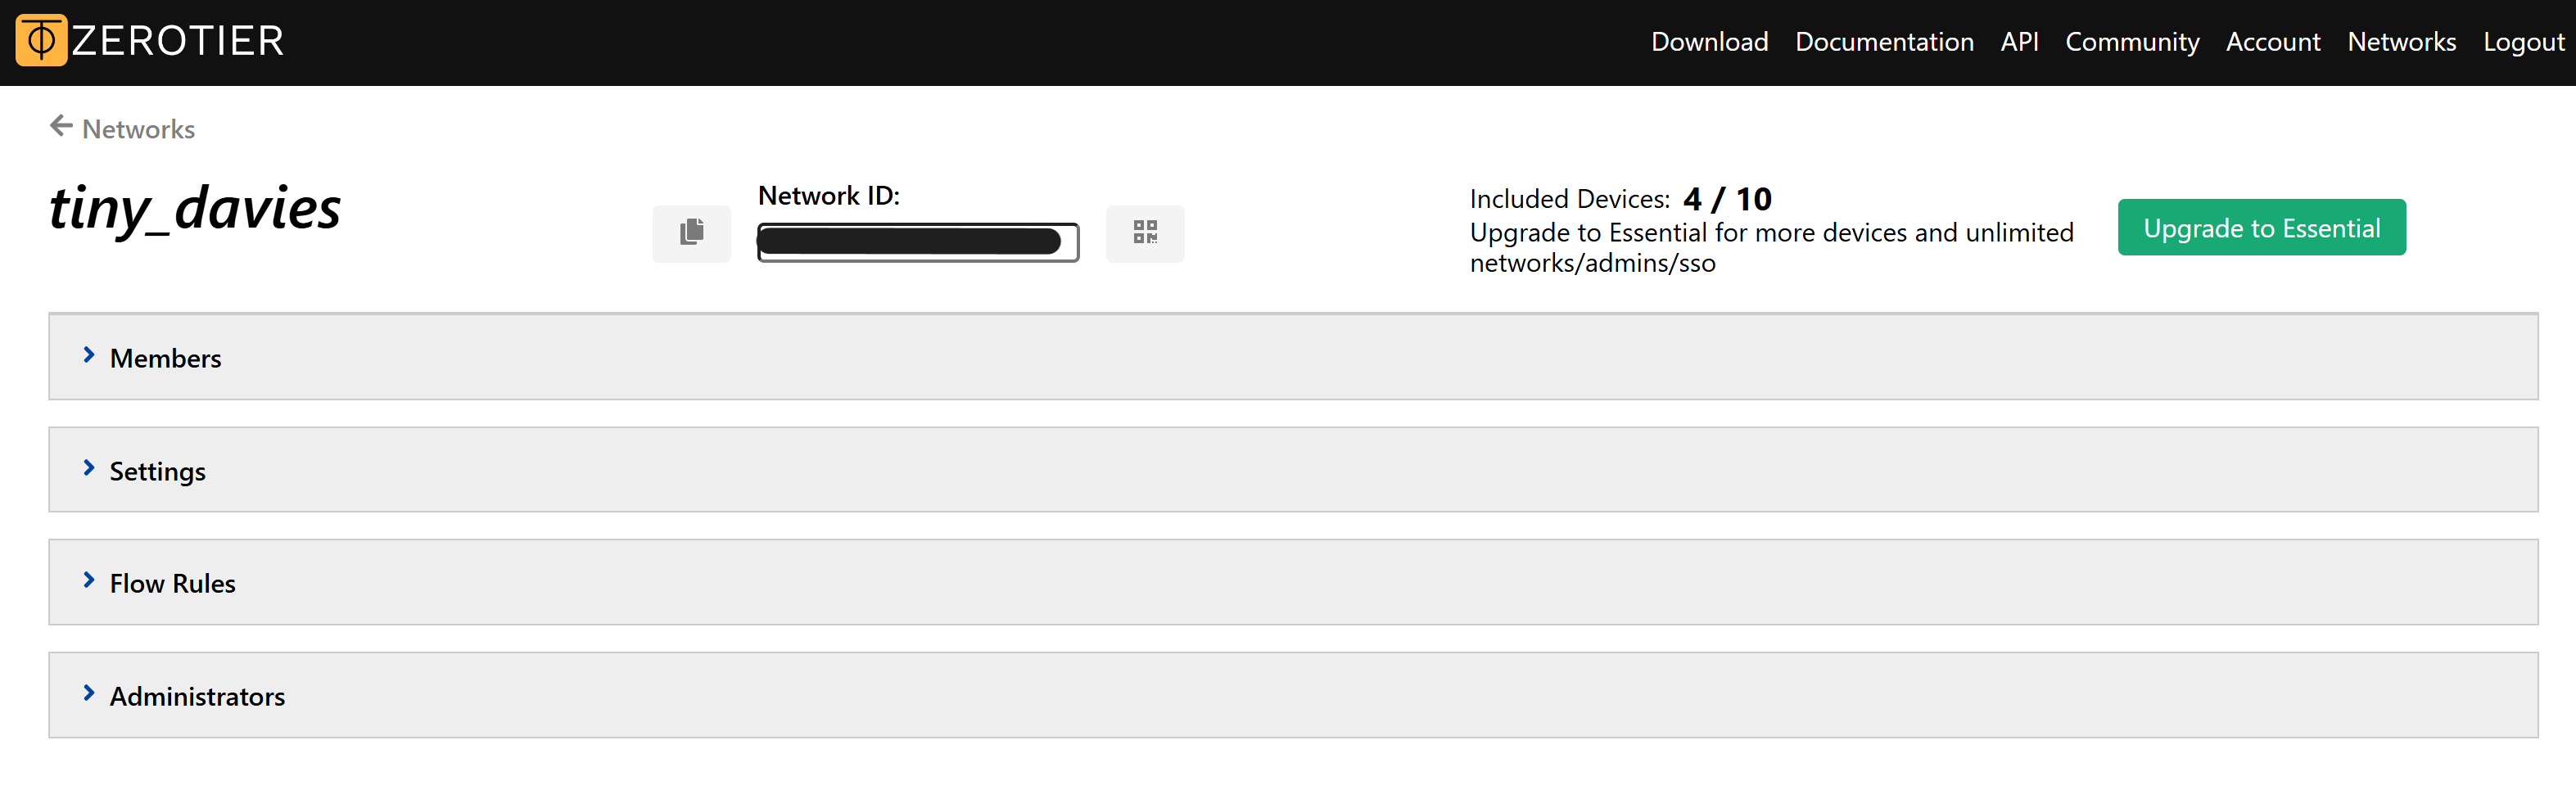 ZEROTIER
Download Documentation API Community Account Networks Logout
Networks
tiny_davies
Network ID:
Included Devices: 4 / 10
Upgrade to Essential for more devices and unlimited
networks/admins/sso
Upgrade to Essential
Members
Settings
Flow Rules
Administrators